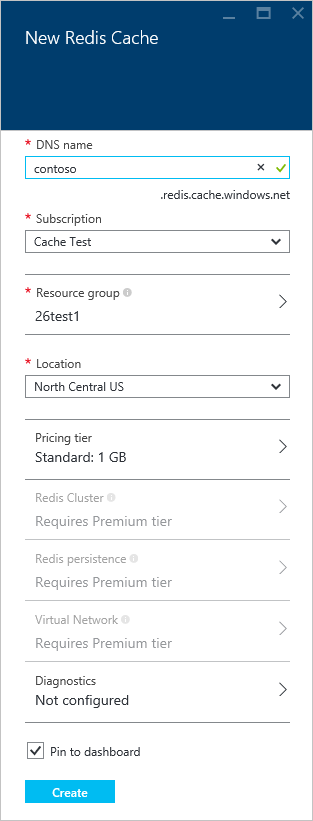 New Redis Cache
* DNS name
contoso
.redis.cache.windows.net
* Subscription
Cache Test
* Resource group
26test1
* Location
North Central US
Pricing tier
Standard: 1 GB
Redis Cluster
Requires Premium tier
Redis persistence
Requires Premium tier
Virtual Network
Requires Premium tier
Diagnostics
Not configured
Pin to dashboard
Create